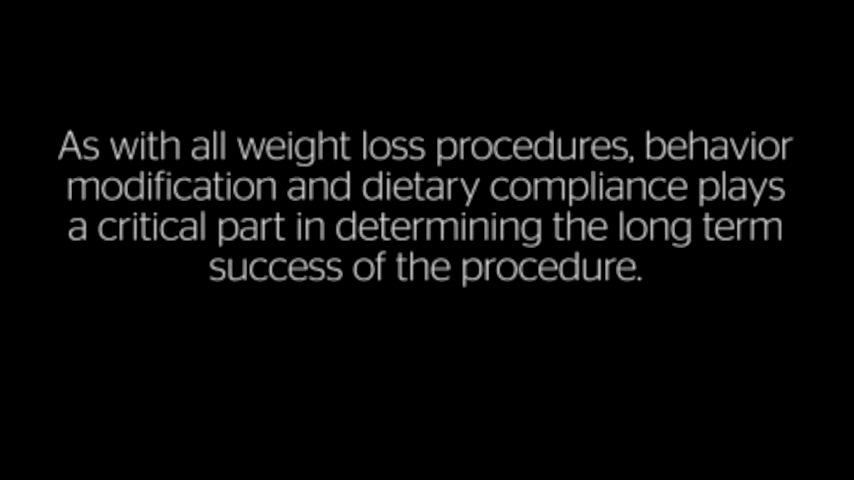 As with all weight loss procedures, behavior
modification and dietary compliance plays
a critical part in determining the long term
success of the procedure.